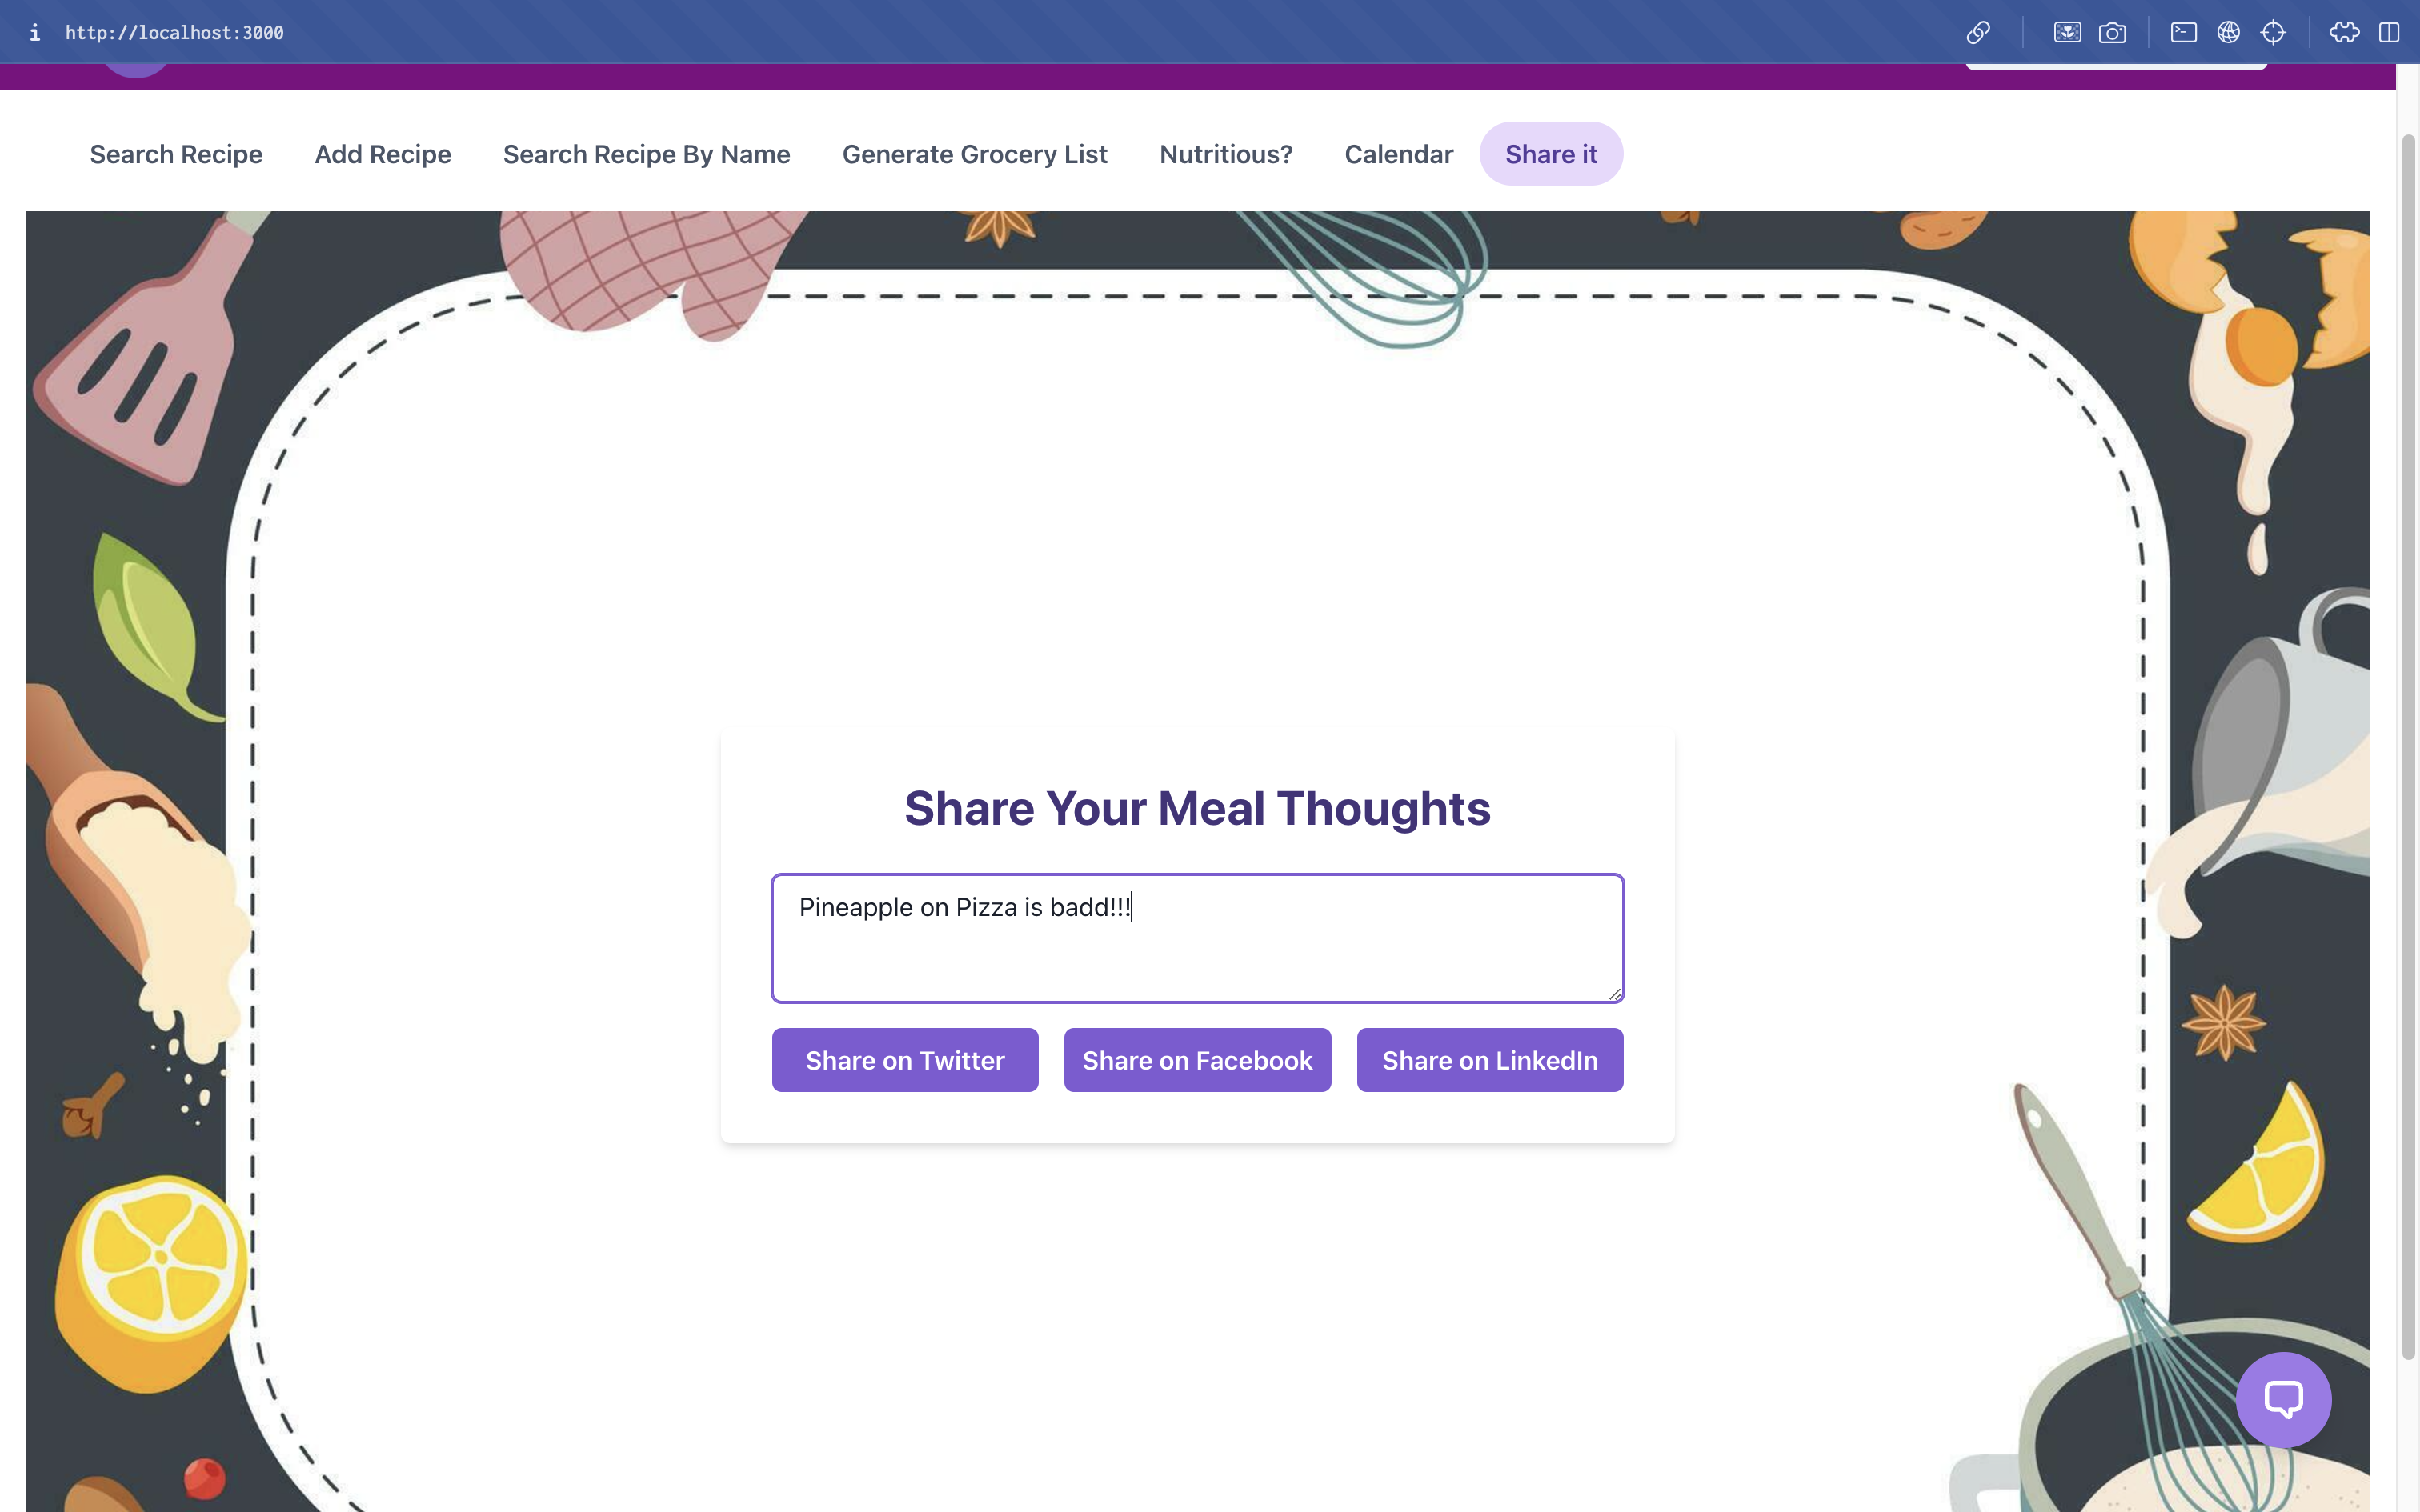 http://localhost:3000
Search Recipe Add Recipe Search Recipe By Name Generate Grocery List Nutritious? Calendar Share it
Share Your Meal Thoughts
Pineapple on Pizza is badd!!!
Share on Twitter Share on Facebook Share on LinkedIn